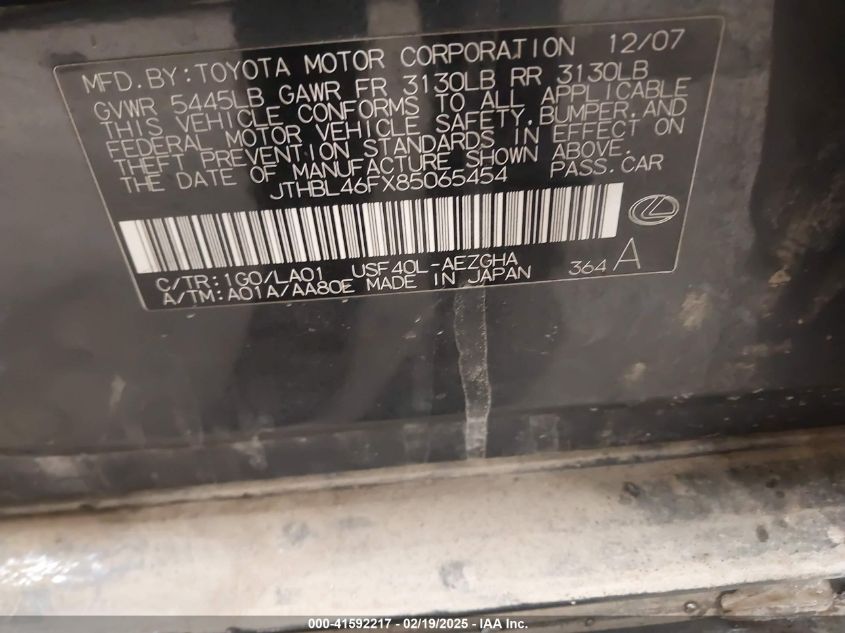 MFD. BY: TOYOTA MOTOR CORPORATION 12/07
GVWR 5445LB GAWR FR 3130LB RR 3130LB
THIS VEHICLE CONFORMS TO ALL APPLICABLE
FEDERAL MOTOR VEHICLE SAFETY, BUMPER, AND
THEFT PREVENTION STANDARDS IN EFFECT ON
THE DATE OF MANUFACTURE SHOWN ABOVE.
JTHBL46FX85065454 PASS. CAR
C/TR: 1G0/LA01 USF40L-AEZGHA
A/TM: A01A/AA80E MADE IN JAPAN 364 A
000-41592217 - 02/19/2025 - IAA Inc.